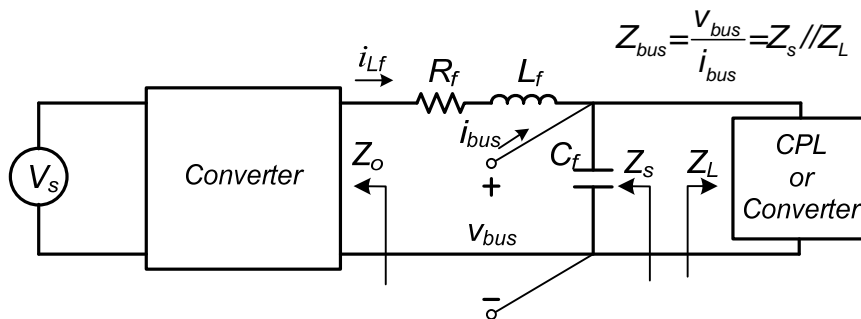 Z_bus = v_bus / i_bus = Z_s // Z_L
i_Lf
R_f
L_f
i_bus
C_f
Z_o
Z_s
Z_L
V_s
Converter
+
CPL
or
Converter
v_bus
-